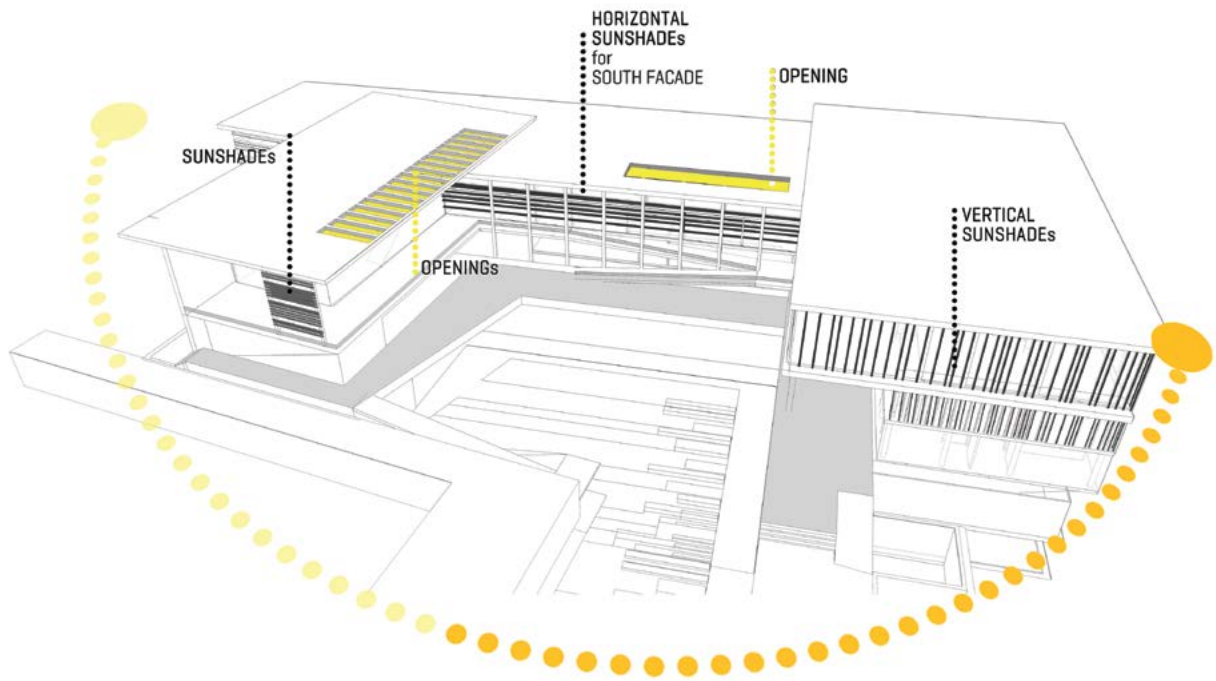 HORIZONTAL
SUNSHADEs
for
SOUTH FACADE
OPENING
SUNSHADEs
VERTICAL
SUNSHADEs
OPENINGs